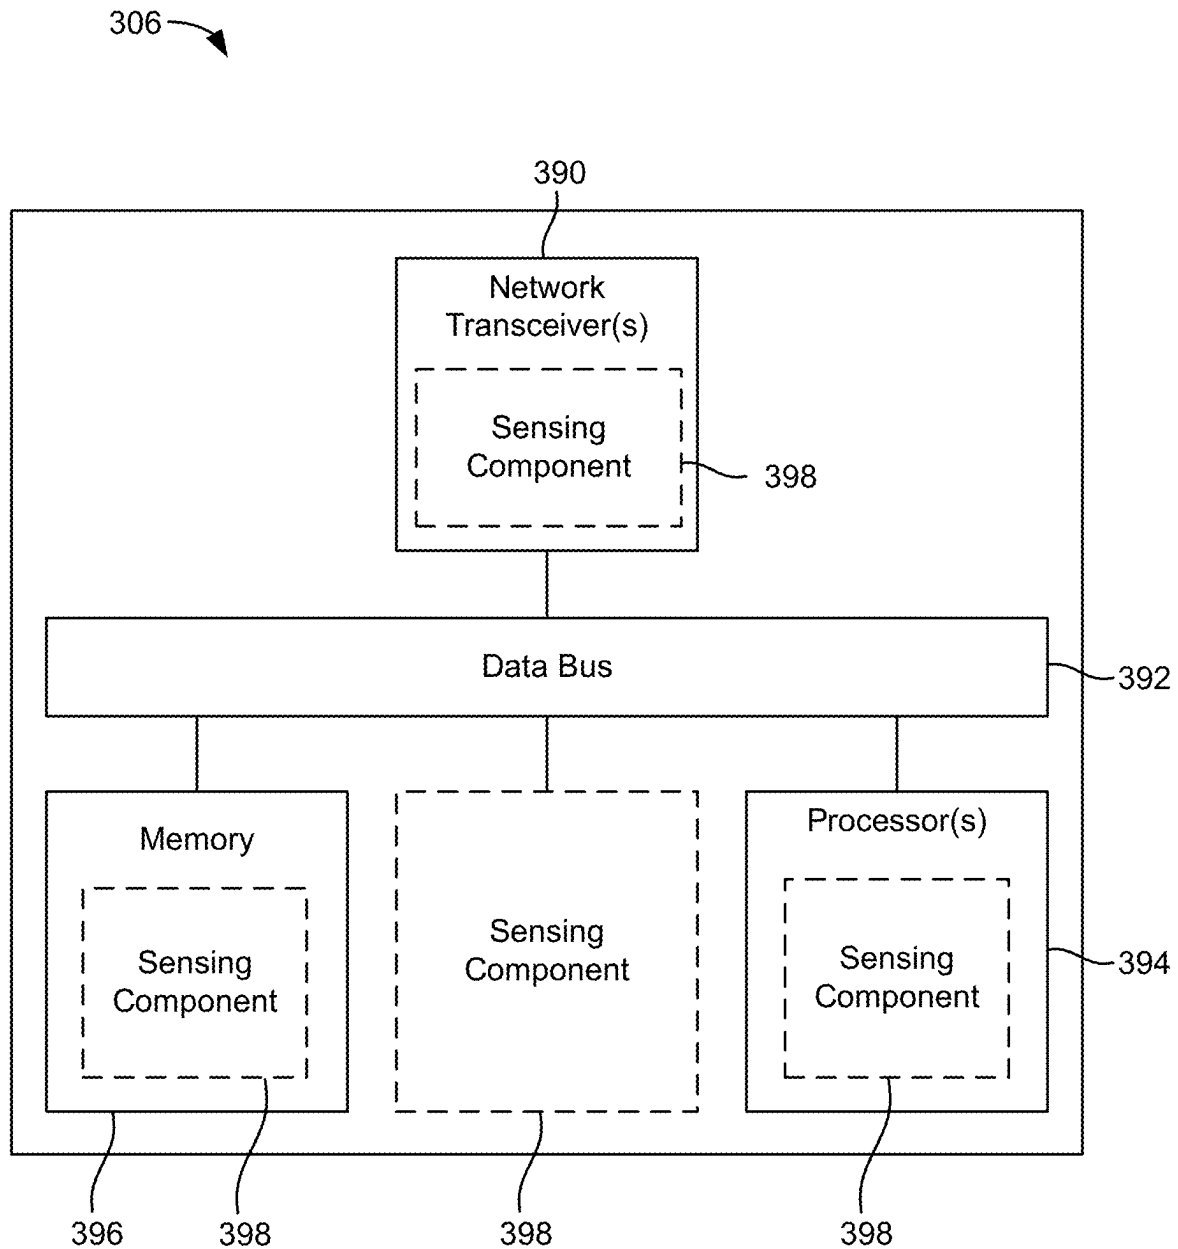 306
390
Network
Transceiver(s)
Sensing
Component
398
Data Bus
392
Memory
Sensing
Component
Sensing
Component
Processor(s)
Sensing
Component
394
396
398
398
398